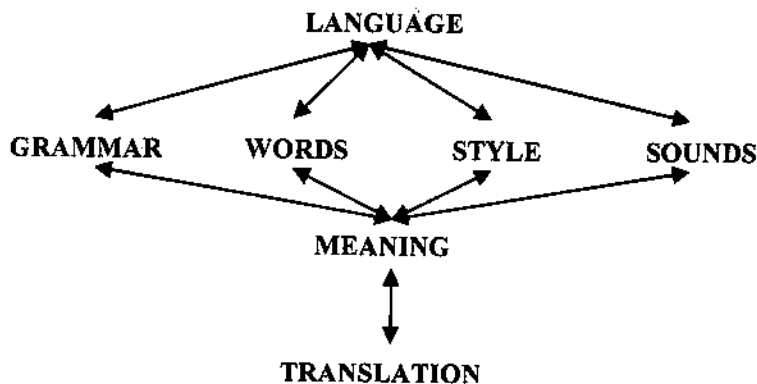 LANGUAGE
GRAMMAR WORDS STYLE SOUNDS
MEANING
TRANSLATION